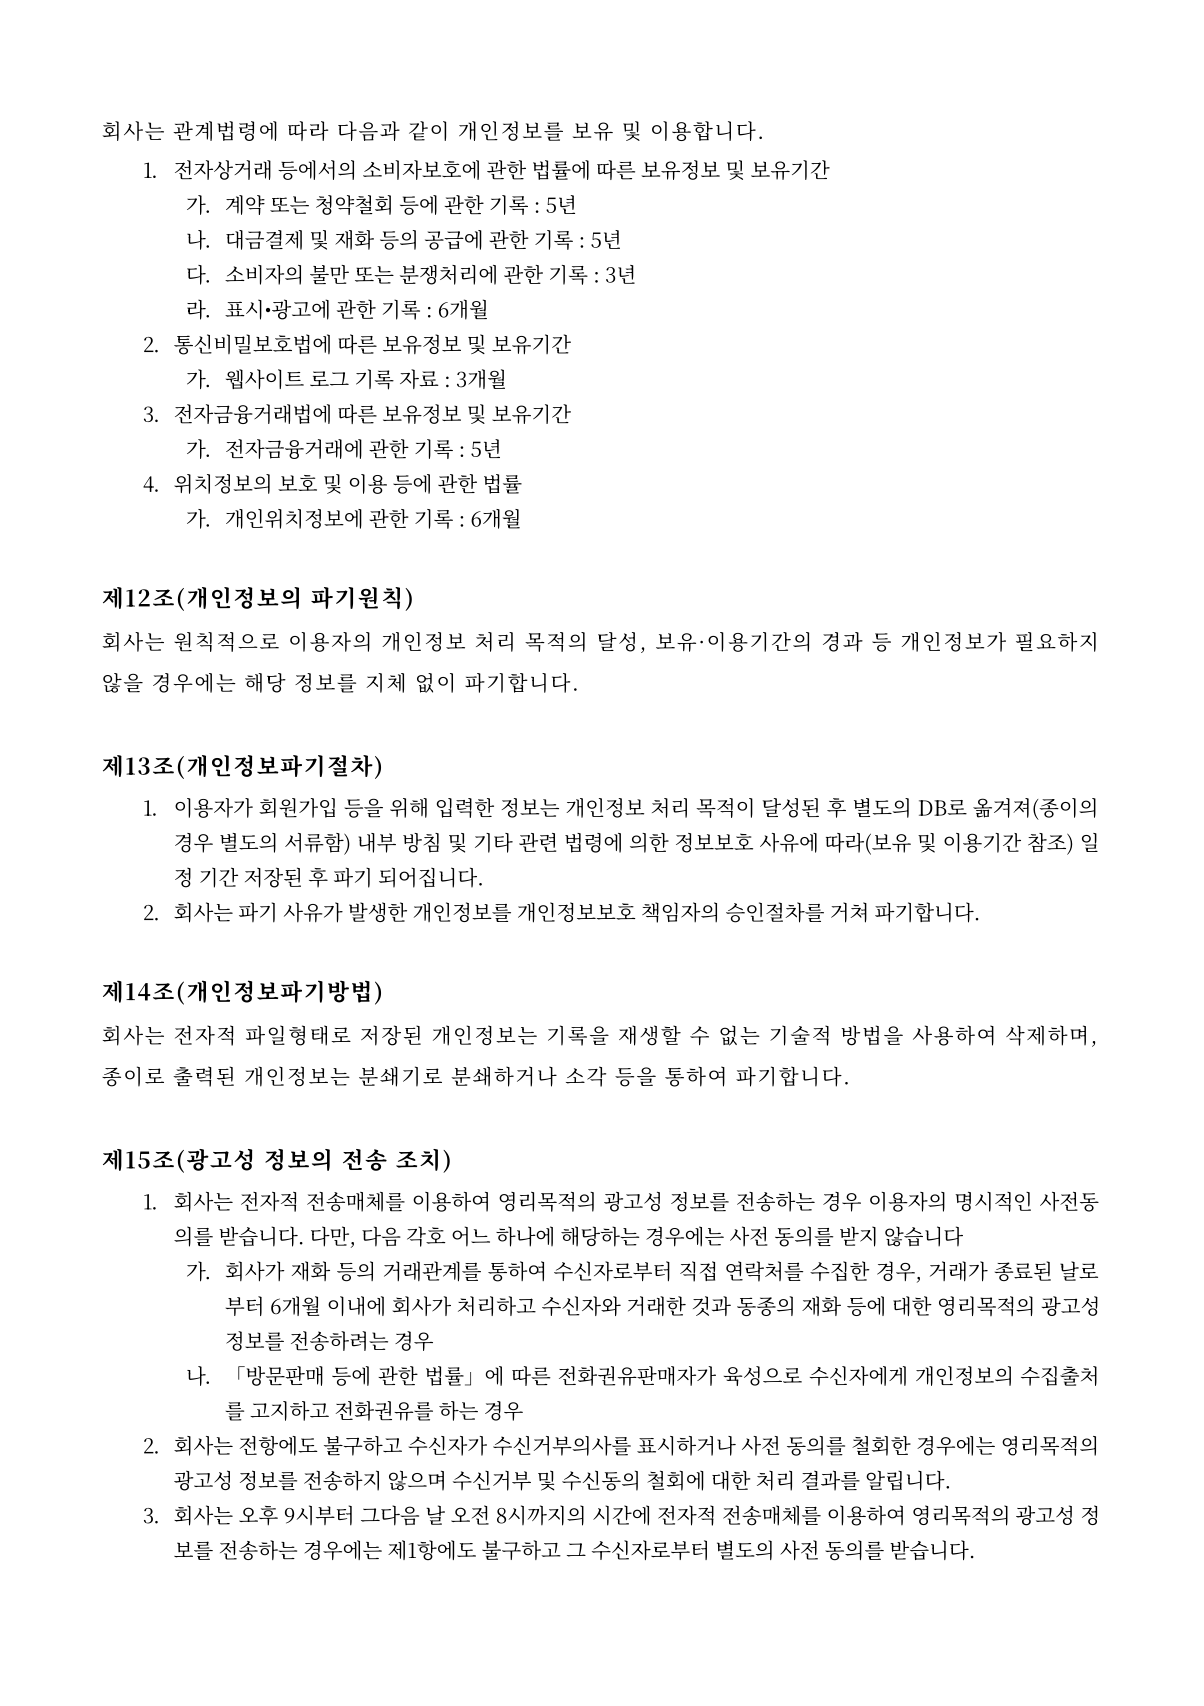 회사는 관계법령에 따라 다음과 같이 개인정보를 보유 및 이용합니다.
1. 전자상거래 등에서의 소비자보호에 관한 법률에 따른 보유정보 및 보유기간
가. 계약 또는 청약철회 등에 관한 기록 : 5년
나. 대금결제 및 재화 등의 공급에 관한 기록 : 5년
다. 소비자의 불만 또는 분쟁처리에 관한 기록 : 3년
라. 표시•광고에 관한 기록 : 6개월
2. 통신비밀보호법에 따른 보유정보 및 보유기간
가. 웹사이트 로그 기록 자료 : 3개월
3. 전자금융거래법에 따른 보유정보 및 보유기간
가. 전자금융거래에 관한 기록 : 5년
4. 위치정보의 보호 및 이용 등에 관한 법률
가. 개인위치정보에 관한 기록 : 6개월
제12조(개인정보의 파기원칙)
회사는 원칙적으로 이용자의 개인정보 처리 목적의 달성, 보유·이용기간의 경과 등 개인정보가 필요하지
않을 경우에는 해당 정보를 지체 없이 파기합니다.
제13조(개인정보파기절차)
1. 이용자가 회원가입 등을 위해 입력한 정보는 개인정보 처리 목적이 달성된 후 별도의 DB로 옮겨져(종이의
경우 별도의 서류함) 내부 방침 및 기타 관련 법령에 의한 정보보호 사유에 따라(보유 및 이용기간 참조) 일
정 기간 저장된 후 파기 되어집니다.
2. 회사는 파기 사유가 발생한 개인정보를 개인정보보호 책임자의 승인절차를 거쳐 파기합니다.
제14조(개인정보파기방법)
회사는 전자적 파일형태로 저장된 개인정보는 기록을 재생할 수 없는 기술적 방법을 사용하여 삭제하며,
종이로 출력된 개인정보는 분쇄기로 분쇄하거나 소각 등을 통하여 파기합니다.
제15조(광고성 정보의 전송 조치)
1. 회사는 전자적 전송매체를 이용하여 영리목적의 광고성 정보를 전송하는 경우 이용자의 명시적인 사전동
의를 받습니다. 다만, 다음 각호 어느 하나에 해당하는 경우에는 사전 동의를 받지 않습니다
가. 회사가 재화 등의 거래관계를 통하여 수신자로부터 직접 연락처를 수집한 경우, 거래가 종료된 날로
부터 6개월 이내에 회사가 처리하고 수신자와 거래한 것과 동종의 재화 등에 대한 영리목적의 광고성
정보를 전송하려는 경우
나. 「방문판매 등에 관한 법률」에 따른 전화권유판매자가 육성으로 수신자에게 개인정보의 수집출처
를 고지하고 전화권유를 하는 경우
2. 회사는 전항에도 불구하고 수신자가 수신거부의사를 표시하거나 사전 동의를 철회한 경우에는 영리목적의
광고성 정보를 전송하지 않으며 수신거부 및 수신동의 철회에 대한 처리 결과를 알립니다.
3. 회사는 오후 9시부터 그다음 날 오전 8시까지의 시간에 전자적 전송매체를 이용하여 영리목적의 광고성 정
보를 전송하는 경우에는 제1항에도 불구하고 그 수신자로부터 별도의 사전 동의를 받습니다.